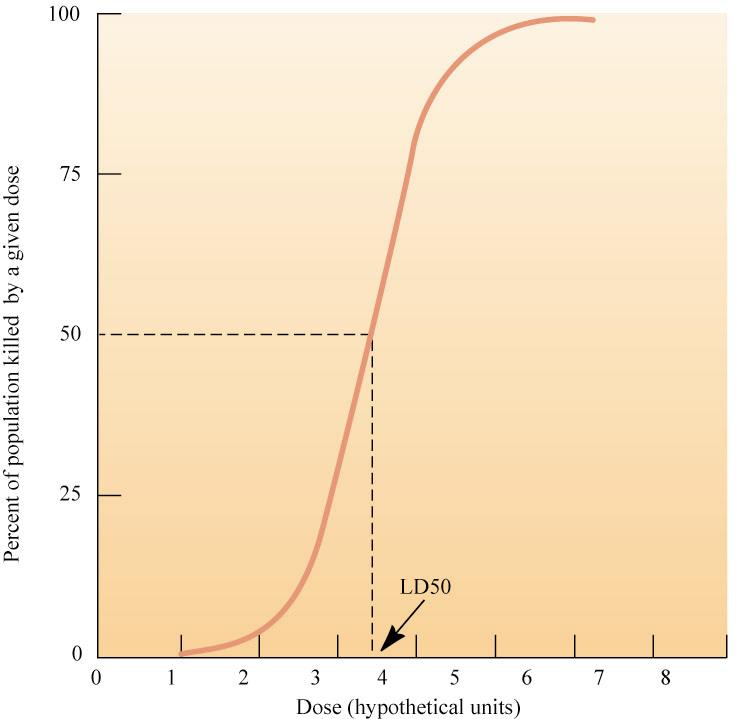 100
75
Percent of population killed by a given dose
50
25
LD50
0
0 1 2 3 4 5 6 7 8
Dose (hypothetical units)